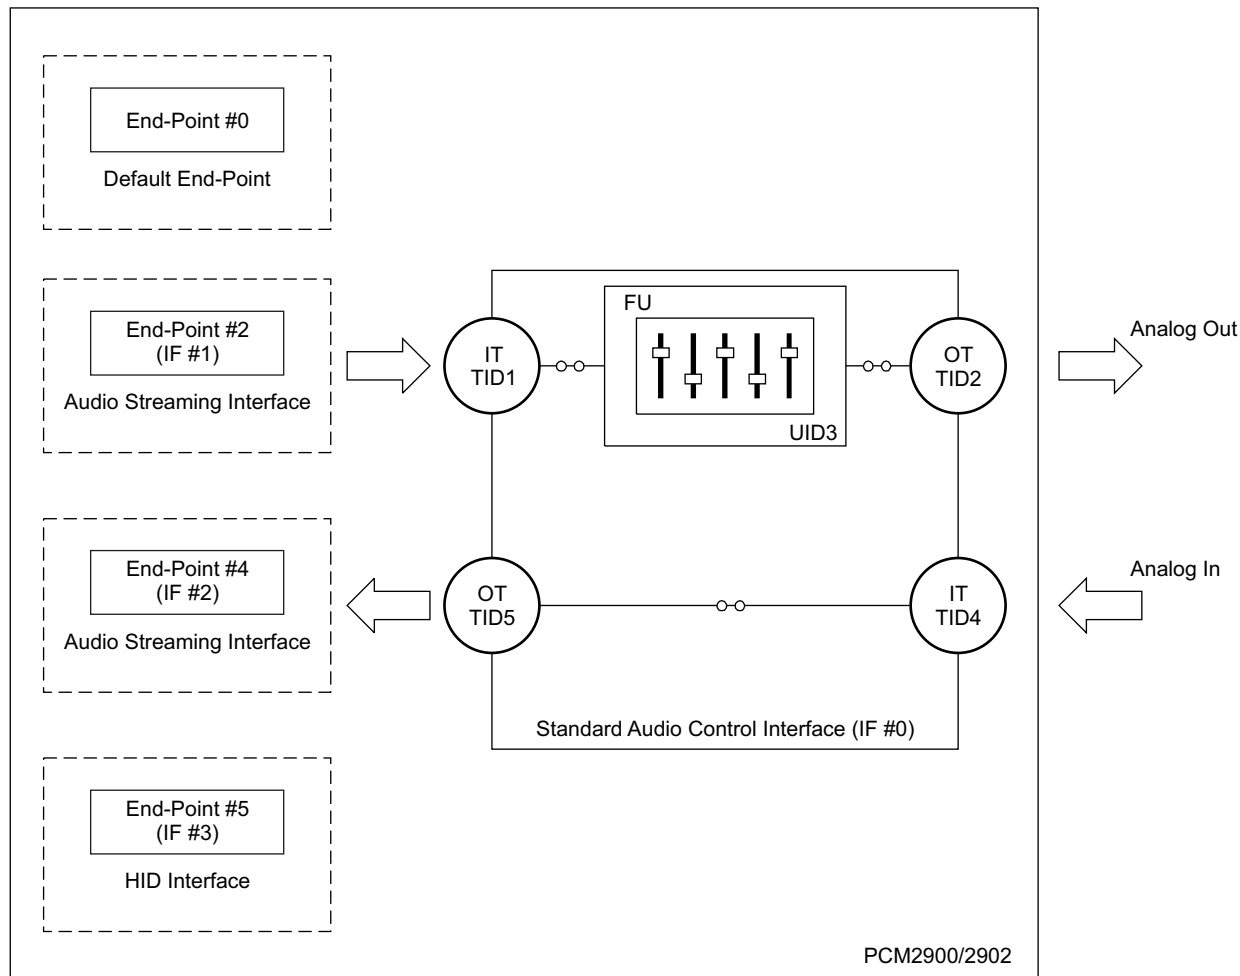 End-Point #0
Default End-Point
End-Point #2
(IF #1)
Audio Streaming Interface
IT
TID1
FU
UID3
OT
TID2
Analog Out
End-Point #4
(IF #2)
Audio Streaming Interface
OT
TID5
IT
TID4
Analog In
Standard Audio Control Interface (IF #0)
End-Point #5
(IF #3)
HID Interface
PCM2900/2902